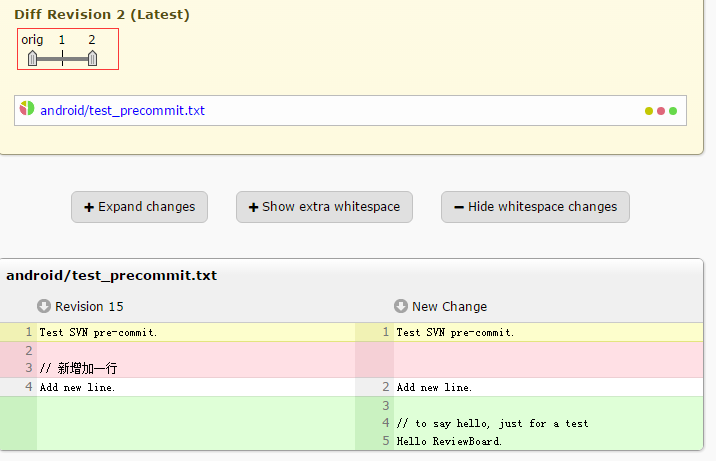 Diff Revision 2 (Latest)
orig 1 2
android/test_precommit.txt
Expand changes Show extra whitespace Hide whitespace changes
android/test_precommit.txt
Revision 15 New Change
1 Test SVN pre-commit. 1 Test SVN pre-commit.
2
3 // 新增加一行
4 Add new line. 2 Add new line.
3
4 // to say hello, just for a test
5 Hello ReviewBoard.